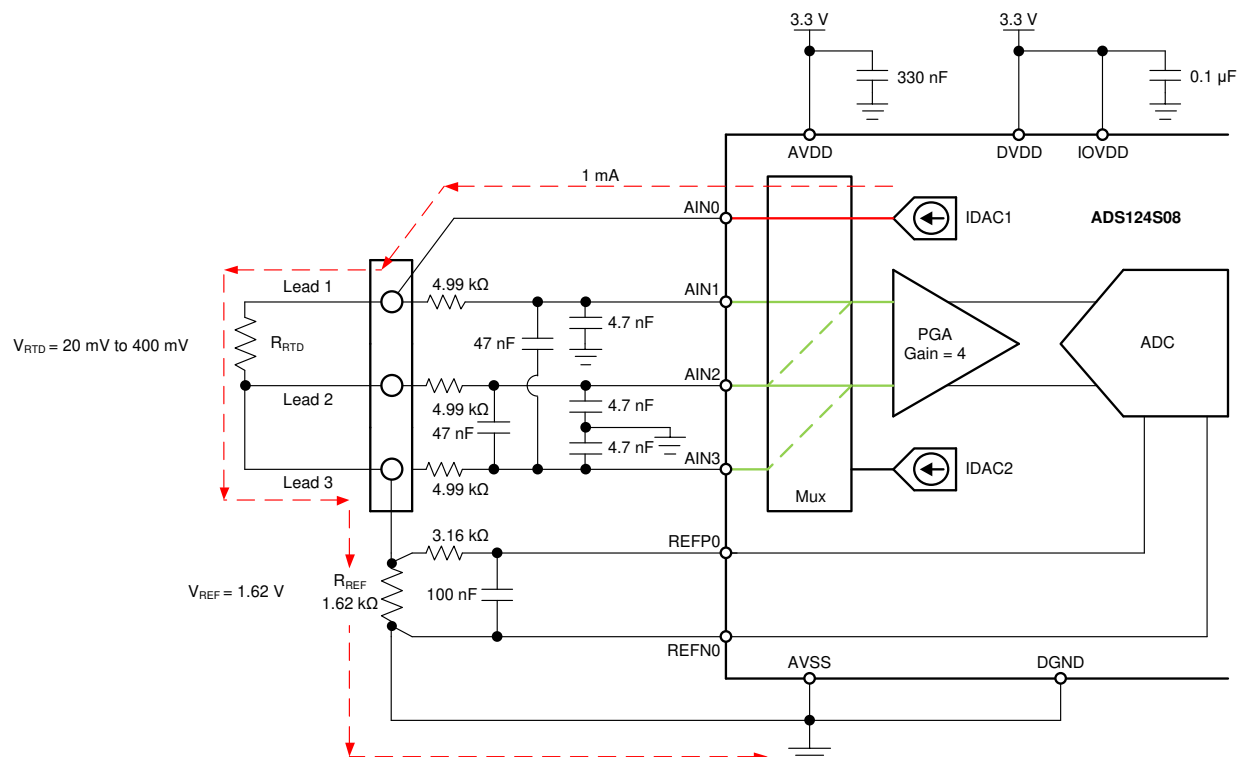 3.3 V
3.3 V
330 nF
0.1 µF
AVDD
DVDD
IOVDD
1 mA
AIN0
IDAC1
ADS124S08
Lead 1
4.99 kΩ
AIN1
4.7 nF
47 nF
PGA
Gain = 4
ADC
VRTD = 20 mV to 400 mV
RRTD
AIN2
Lead 2
4.99 kΩ
4.7 nF
47 nF
4.7 nF
AIN3
Lead 3
4.99 kΩ
IDAC2
Mux
3.16 kΩ
REFP0
VREF = 1.62 V
RREF
1.62 kΩ
100 nF
REFN0
AVSS
DGND